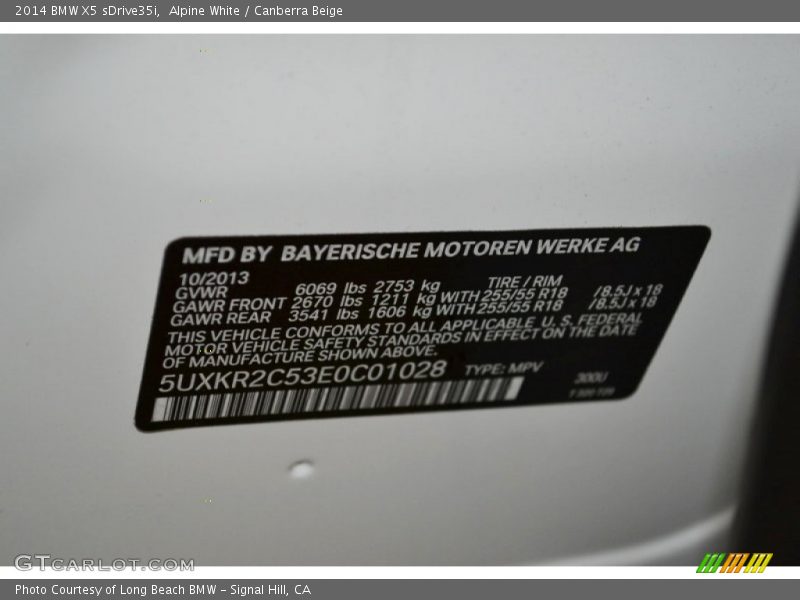 2014 BMW X5 sDrive35i, Alpine White / Canberra Beige
MFD BY BAYERISCHE MOTOREN WERKE AG
10/2013 TIRE / RIM
GVWR 6069 lbs 2753 kg
GAWR FRONT 2670 lbs 1211 kg WITH 255/55 R18 / 8.5J x 18
GAWR REAR 3541 lbs 1606 kg WITH 255/55 R18 / 8.5J x 18
THIS VEHICLE CONFORMS TO ALL APPLICABLE U. S. FEDERAL
MOTOR VEHICLE SAFETY STANDARDS IN EFFECT ON THE DATE
OF MANUFACTURE SHOWN ABOVE.
5UXKR2C53E0C01028 TYPE: MPV
300U
GTCARLOT.COM
Photo Courtesy of Long Beach BMW – Signal Hill, CA